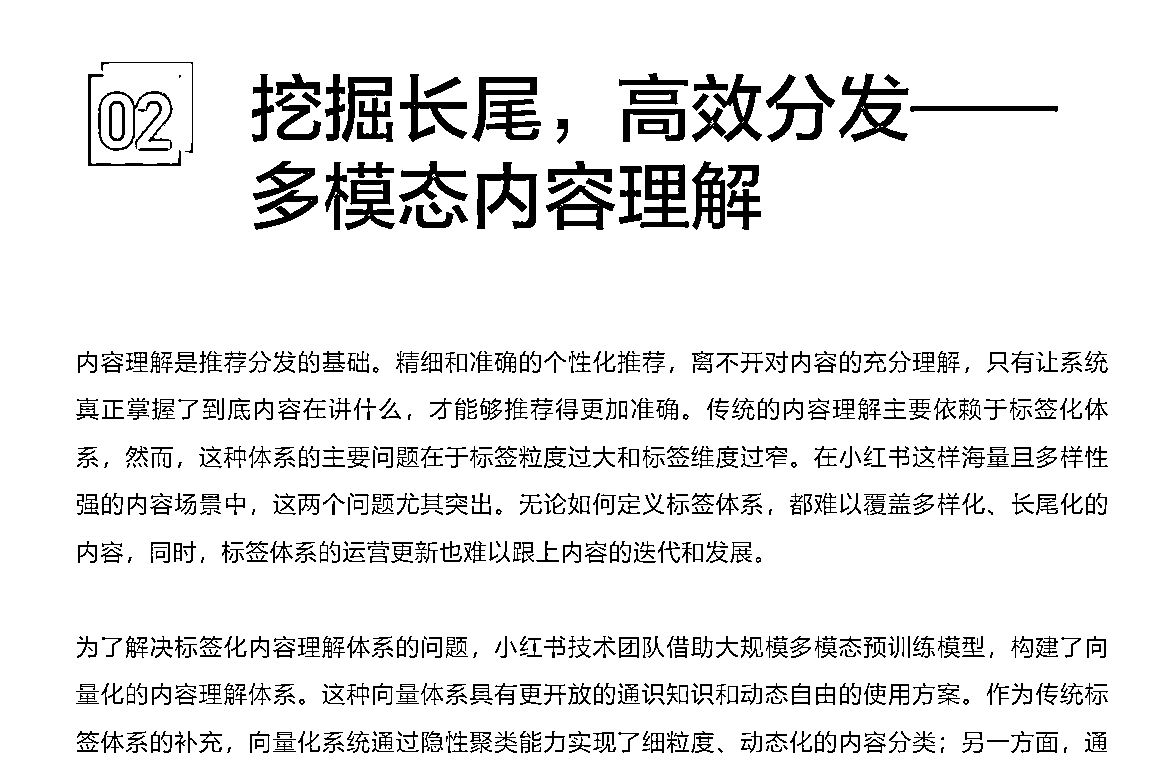 02
挖掘长尾，高效分发——
多模态内容理解
内容理解是推荐分发的基础。精细和准确的个性化推荐，离不开对内容的充分理解，只有让系统
真正掌握了到底内容在讲什么，才能够推荐得更加准确。传统的内容理解主要依赖于标签化体
系，然而，这种体系的主要问题在于标签粒度过大和标签维度过窄。在小红书这样海量且多样性
强的内容场景中，这两个问题尤其突出。无论如何定义标签体系，都难以覆盖多样化、长尾化的
内容，同时，标签体系的运营更新也难以跟上内容的迭代和发展。
为了解决标签化内容理解体系的问题，小红书技术团队借助大规模多模态预训练模型，构建了向
量化的内容理解体系。这种向量体系具有更开放的通识知识和动态自由的使用方案。作为传统标
签体系的补充，向量化系统通过隐性聚类能力实现了细粒度、动态化的内容分类；另一方面，通